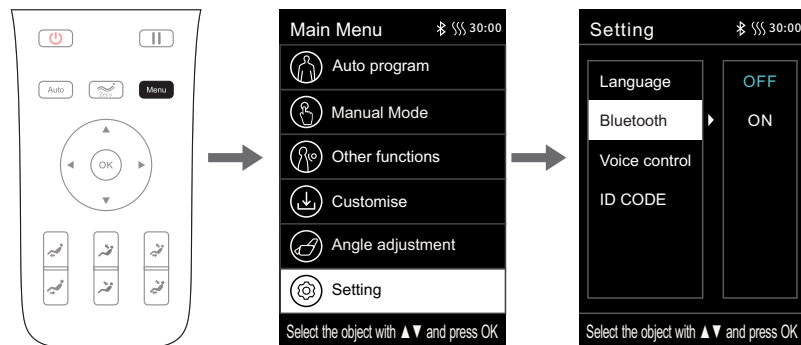 Auto
Zero
Menu
OK
Main Menu 30:00
Auto program
Manual Mode
Other functions
Customise
Angle adjustment
Setting
Select the object with ▲▼ and press OK
Setting 30:00
Language OFF
Bluetooth ON
Voice control
ID CODE
Select the object with ▲▼ and press OK